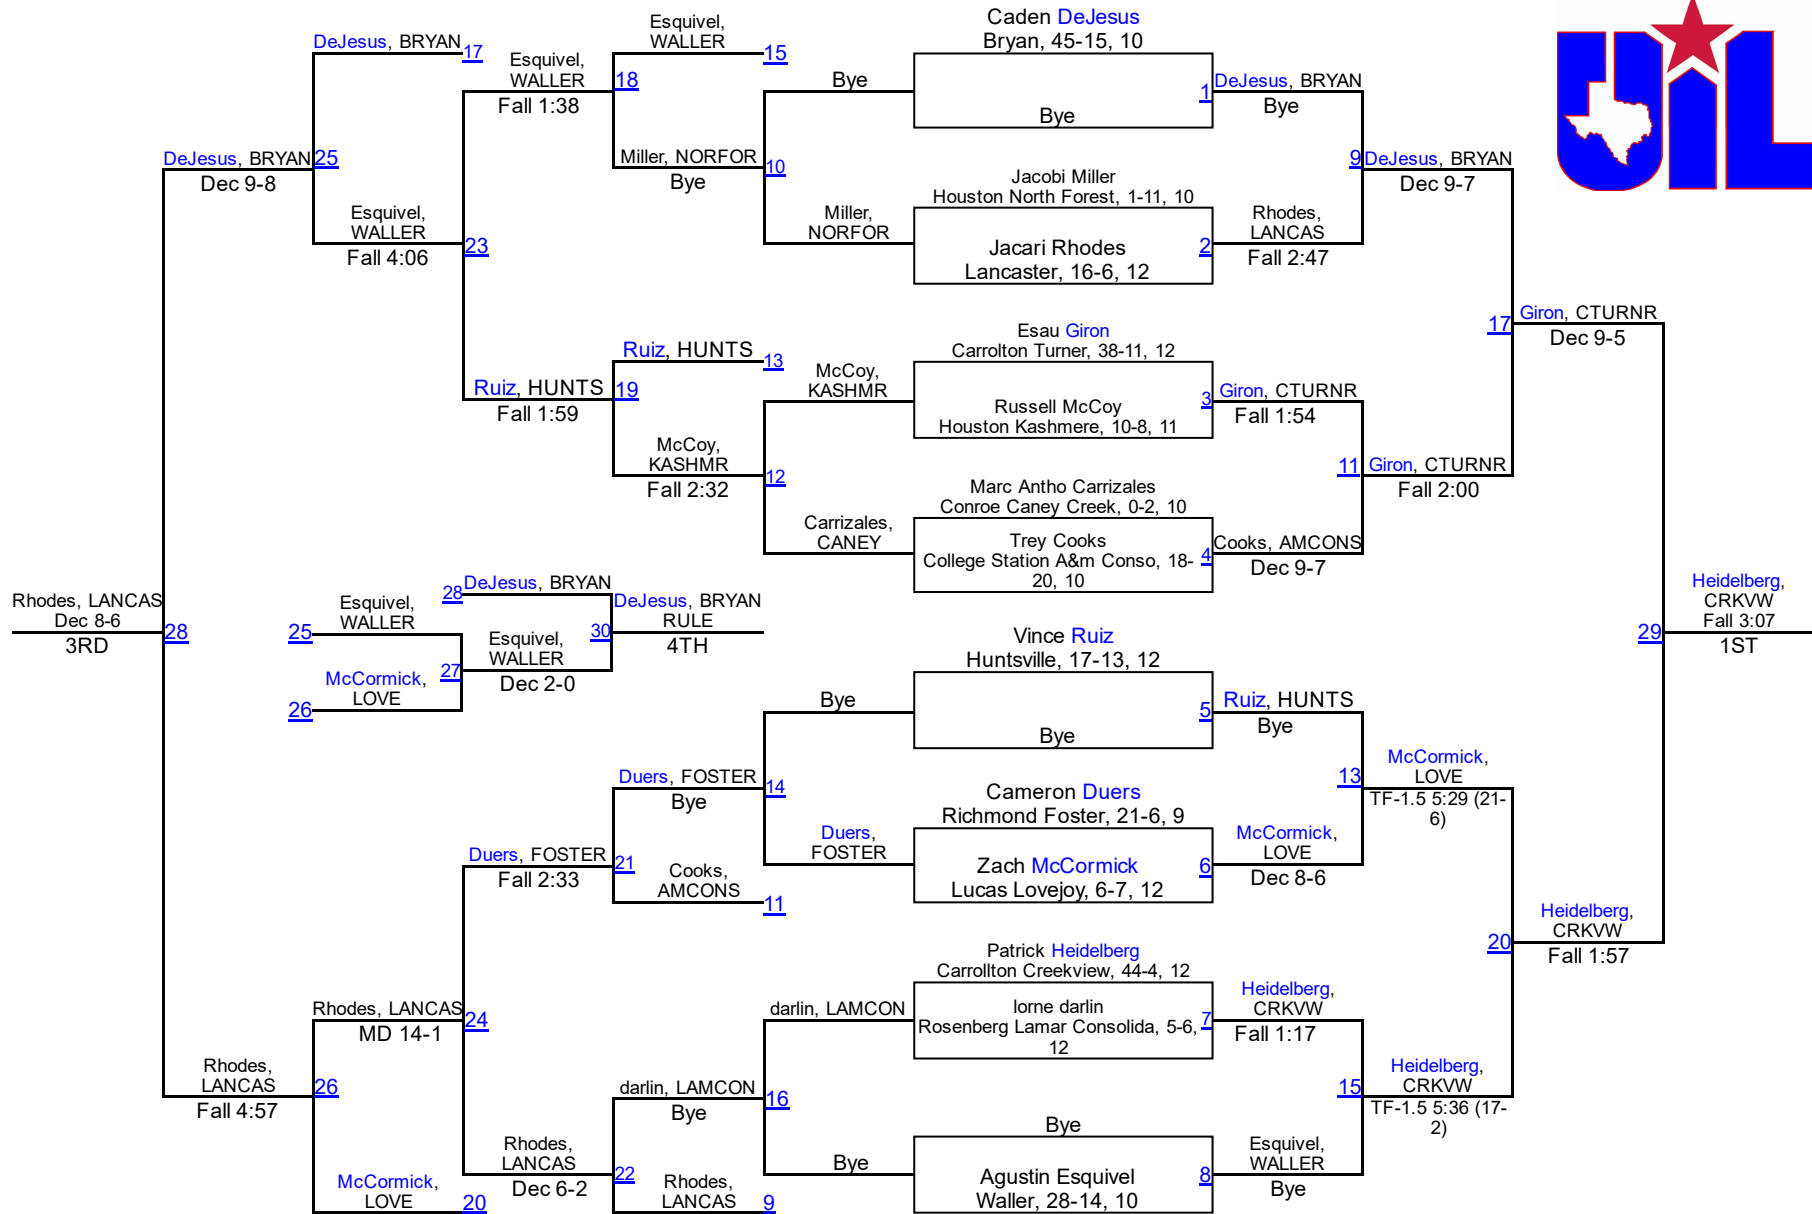 UIL
DeJesus, BRYAN
17
Esquivel,
WALLER
Fall 1:38
18
Esquivel,
WALLER
15
Bye
Miller, NORFOR
Bye
10
Miller,
NORFOR
DeJesus, BRYAN
Dec 9-8
25
Esquivel,
WALLER
Fall 4:06
23
Ruiz, HUNTS
Fall 1:59
19
Ruiz, HUNTS
13
McCoy,
KASHMR
McCoy,
KASHMR
Fall 2:32
12
Carrizales,
CANEY
Rhodes, LANCAS
Dec 8-6
3RD
28
25
Esquivel,
WALLER
26
McCormick,
LOVE
27
Esquivel,
WALLER
Dec 2-0
28
DeJesus, BRYAN
30
DeJesus, BRYAN
RULE
4TH
Bye
Duers, FOSTER
Bye
14
Duers,
FOSTER
Duers, FOSTER
Fall 2:33
21
Cooks,
AMCONS
11
Rhodes, LANCAS
MD 14-1
24
Rhodes,
LANCAS
Fall 4:57
26
McCormick,
LOVE
20
darlin, LAMCON
darlin, LAMCON
Bye
16
Bye
Rhodes,
LANCAS
Dec 6-2
22
Rhodes,
LANCAS
9
Caden DeJesus
Bryan, 45-15, 10
Bye
1
DeJesus, BRYAN
Bye
Jacobi Miller
Houston North Forest, 1-11, 10
Jacari Rhodes
Lancaster, 16-6, 12
2
Rhodes,
LANCAS
Fall 2:47
9
DeJesus, BRYAN
Dec 9-7
Esau Giron
Carrolton Turner, 38-11, 12
Russell McCoy
Houston Kashmere, 10-8, 11
3
Giron, CTURNR
Fall 1:54
Marc Antho Carrizales
Conroe Caney Creek, 0-2, 10
Trey Cooks
College Station A&m Conso, 18-
20, 10
4
Cooks, AMCONS
Dec 9-7
11
Giron, CTURNR
Fall 2:00
17
Giron, CTURNR
Dec 9-5
Vince Ruiz
Huntsville, 17-13, 12
Bye
5
Ruiz, HUNTS
Bye
Cameron Duers
Richmond Foster, 21-6, 9
Zach McCormick
Lucas Lovejoy, 6-7, 12
6
McCormick,
LOVE
Dec 8-6
13
McCormick,
LOVE
TF-1.5 5:29 (21-
6)
Patrick Heidelberg
Carrollton Creekview, 44-4, 12
lorne darlin
Rosenberg Lamar Consolida, 5-6,
12
7
Heidelberg,
CRKVW
Fall 1:17
Bye
Agustin Esquivel
Waller, 28-14, 10
8
Esquivel,
WALLER
Bye
15
Heidelberg,
CRKVW
TF-1.5 5:36 (17-
2)
20
Heidelberg,
CRKVW
Fall 1:57
29
Heidelberg,
CRKVW
Fall 3:07
1ST